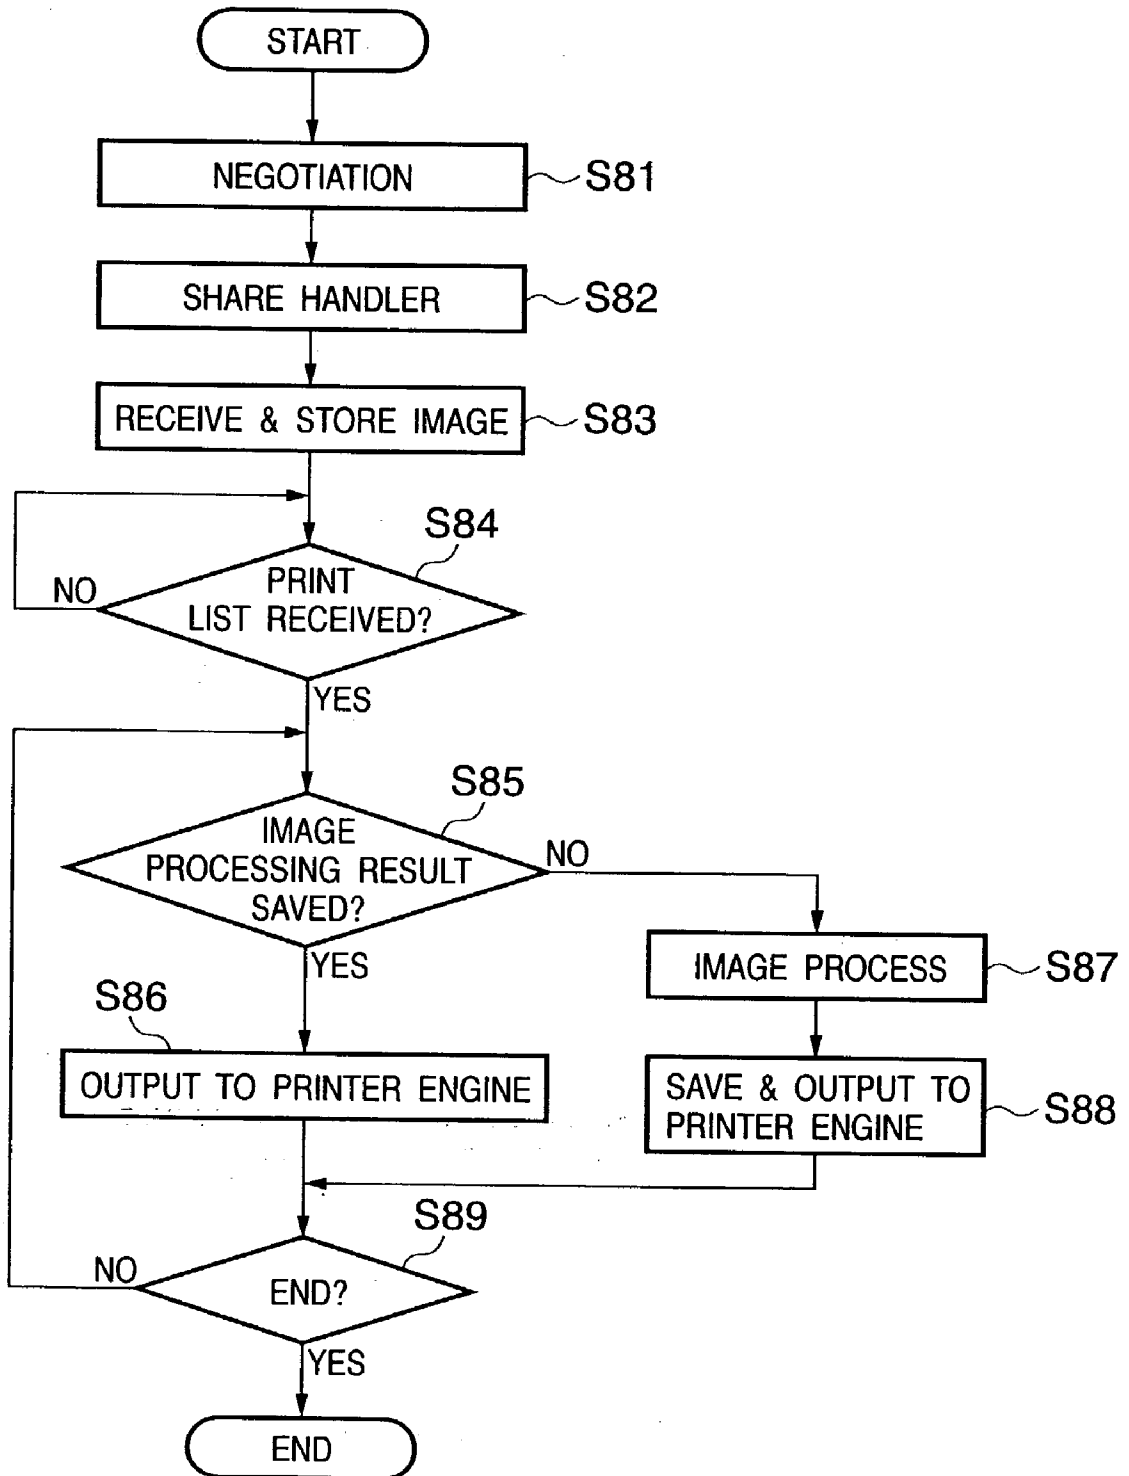 START
NEGOTIATION
S81
SHARE HANDLER
S82
RECEIVE & STORE IMAGE
S83
S84
PRINT
LIST RECEIVED?
NO
YES
S85
IMAGE
PROCESSING RESULT
SAVED?
NO
YES
IMAGE PROCESS
S87
S86
OUTPUT TO PRINTER ENGINE
SAVE & OUTPUT TO
PRINTER ENGINE
S88
S89
END?
NO
YES
END